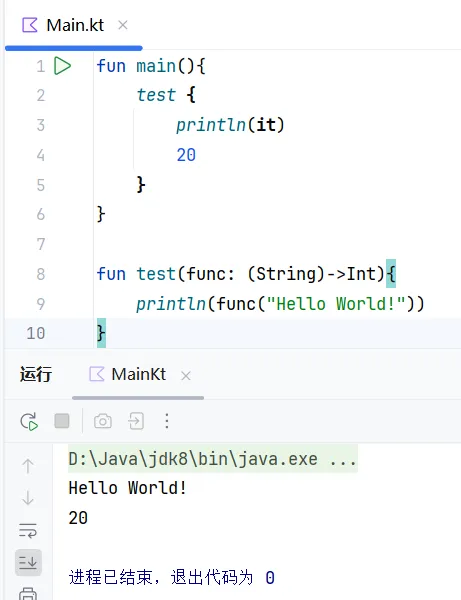 Main.kt
1 fun main(){
2     test {
3         println(it)
4         20
5     }
6 }
7
8 fun test(func: (String)->Int){
9     println(func("Hello World!"))
10 }
运行 MainKt
D:\Java\jdk8\bin\java.exe ...
Hello World!
20
进程已结束，退出代码为 0